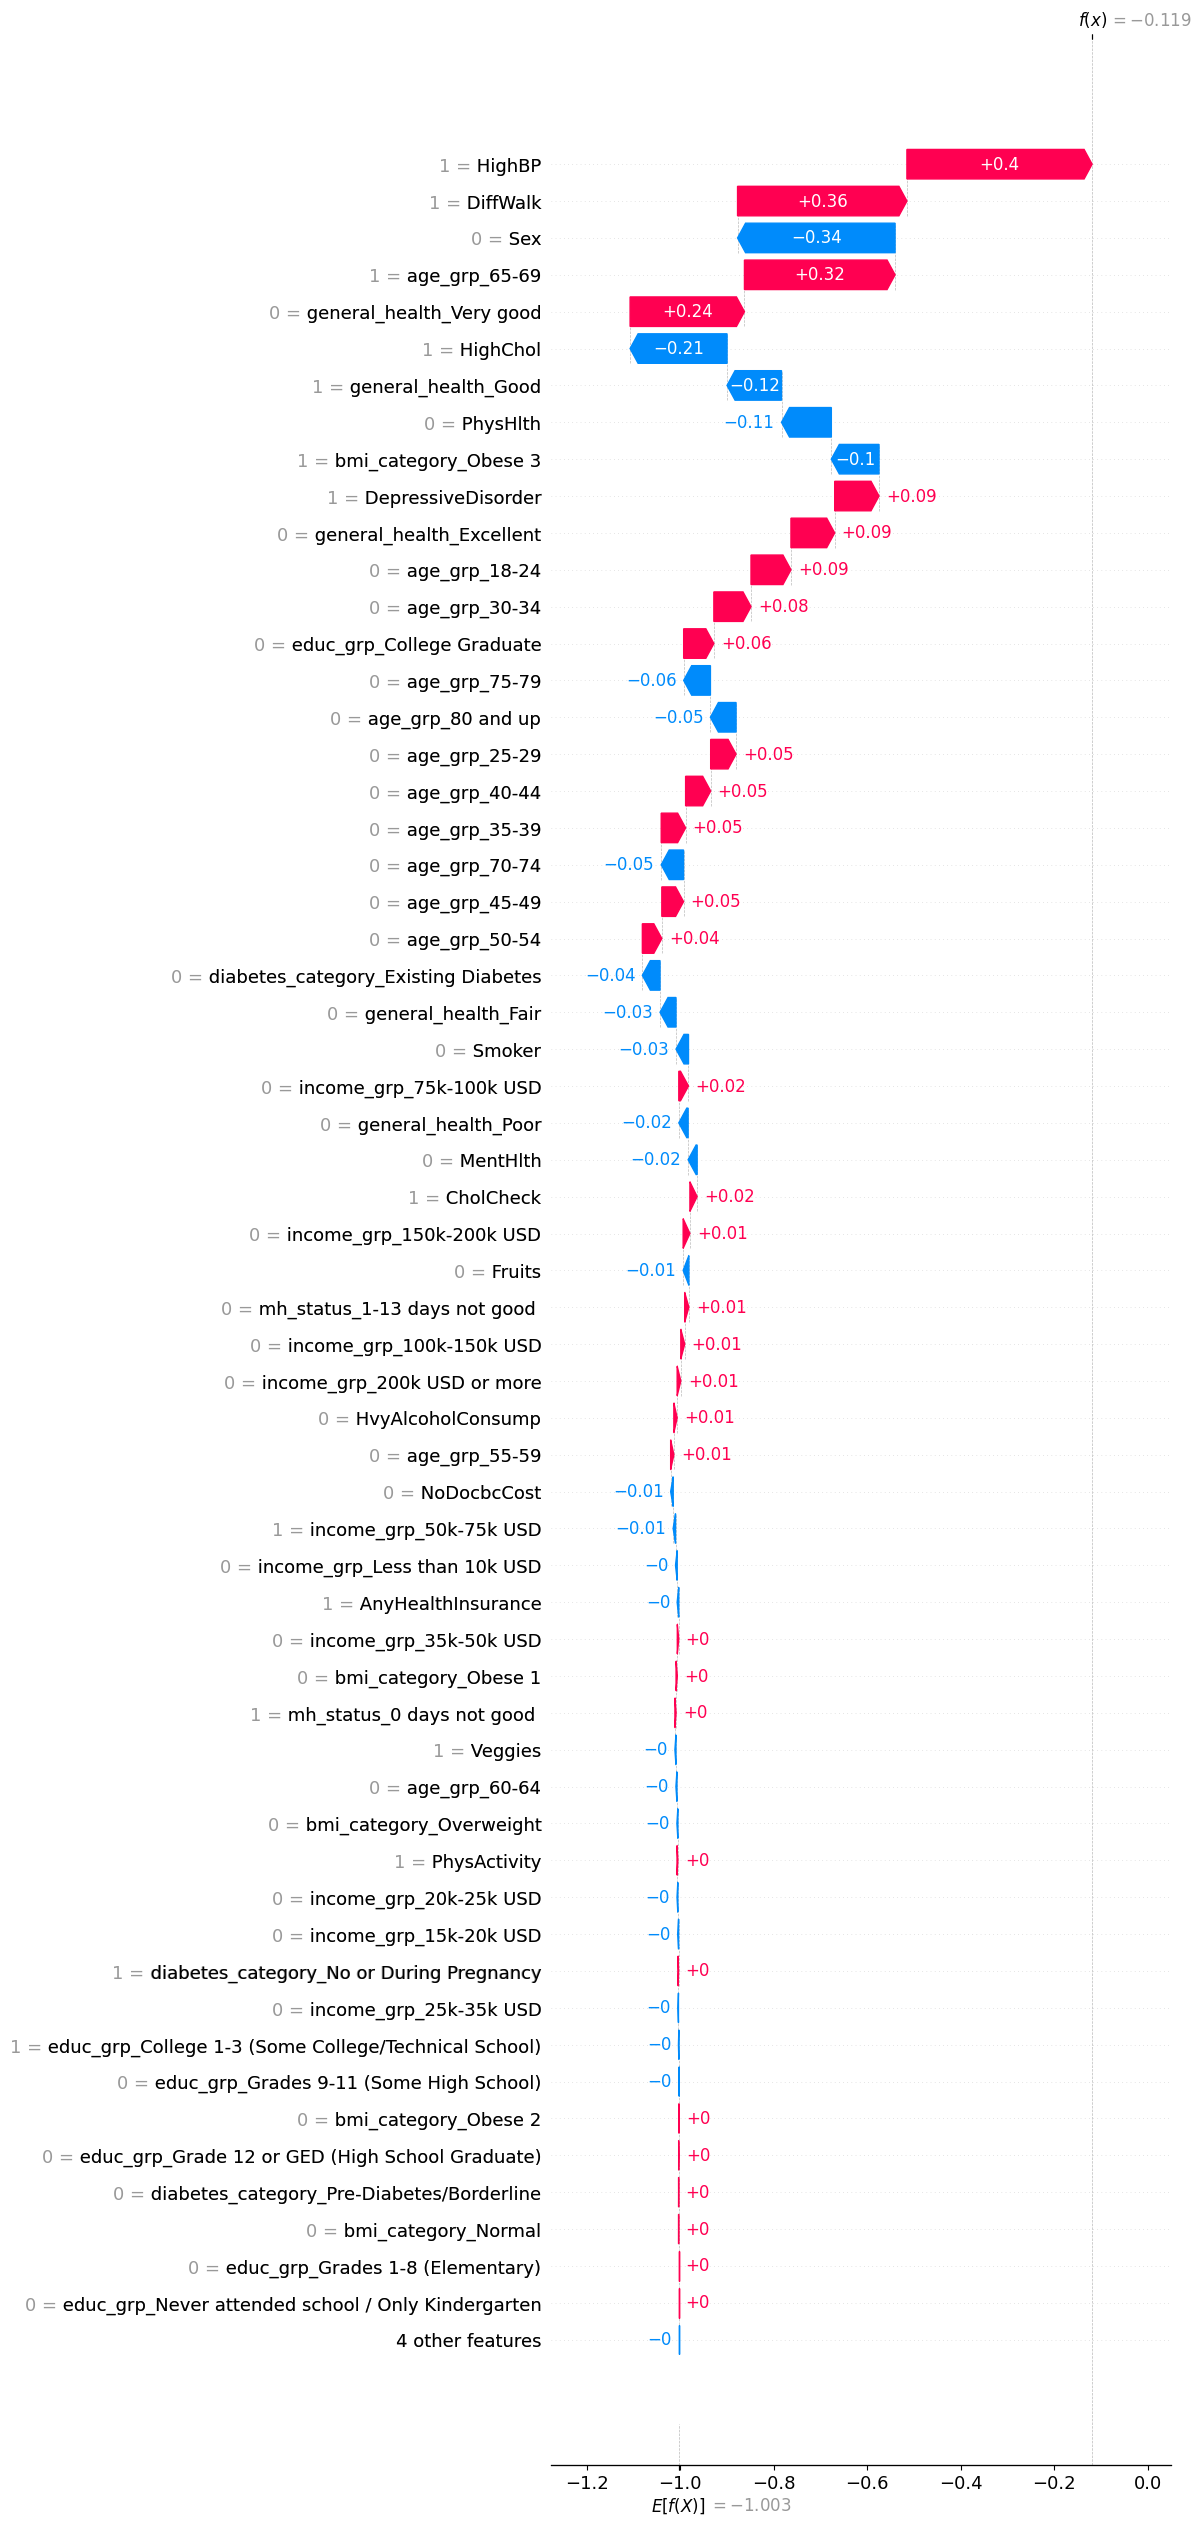 f(x) = −0.119
1 = HighBP +0.4
1 = DiffWalk +0.36
0 = Sex −0.34
1 = age_grp_65-69 +0.32
0 = general_health_Very good +0.24
1 = HighChol −0.21
1 = general_health_Good −0.12
0 = PhysHlth −0.11
1 = bmi_category_Obese 3 −0.1
1 = DepressiveDisorder +0.09
0 = general_health_Excellent +0.09
0 = age_grp_18-24 +0.09
0 = age_grp_30-34 +0.08
0 = educ_grp_College Graduate +0.06
0 = age_grp_75-79 −0.06
0 = age_grp_80 and up −0.05
0 = age_grp_25-29 +0.05
0 = age_grp_40-44 +0.05
0 = age_grp_35-39 +0.05
0 = age_grp_70-74 −0.05
0 = age_grp_45-49 +0.05
0 = age_grp_50-54 +0.04
0 = diabetes_category_Existing Diabetes −0.04
0 = general_health_Fair −0.03
0 = Smoker −0.03
0 = income_grp_75k-100k USD +0.02
0 = general_health_Poor −0.02
0 = MentHlth −0.02
1 = CholCheck +0.02
0 = income_grp_150k-200k USD +0.01
0 = Fruits −0.01
0 = mh_status_1-13 days not good +0.01
0 = income_grp_100k-150k USD +0.01
0 = income_grp_200k USD or more +0.01
0 = HvyAlcoholConsump +0.01
0 = age_grp_55-59 +0.01
0 = NoDocbcCost −0.01
1 = income_grp_50k-75k USD −0.01
0 = income_grp_Less than 10k USD −0
1 = AnyHealthInsurance −0
0 = income_grp_35k-50k USD +0
0 = bmi_category_Obese 1 +0
1 = mh_status_0 days not good +0
1 = Veggies −0
0 = age_grp_60-64 −0
0 = bmi_category_Overweight −0
1 = PhysActivity +0
0 = income_grp_20k-25k USD −0
0 = income_grp_15k-20k USD −0
1 = diabetes_category_No or During Pregnancy +0
0 = income_grp_25k-35k USD −0
1 = educ_grp_College 1-3 (Some College/Technical School) −0
0 = educ_grp_Grades 9-11 (Some High School) −0
0 = bmi_category_Obese 2 +0
0 = educ_grp_Grade 12 or GED (High School Graduate) +0
0 = diabetes_category_Pre-Diabetes/Borderline +0
0 = bmi_category_Normal +0
0 = educ_grp_Grades 1-8 (Elementary) +0
0 = educ_grp_Never attended school / Only Kindergarten +0
4 other features −0
−1.2 −1.0 −0.8 −0.6 −0.4 −0.2 0.0
E[f(X)] = −1.003